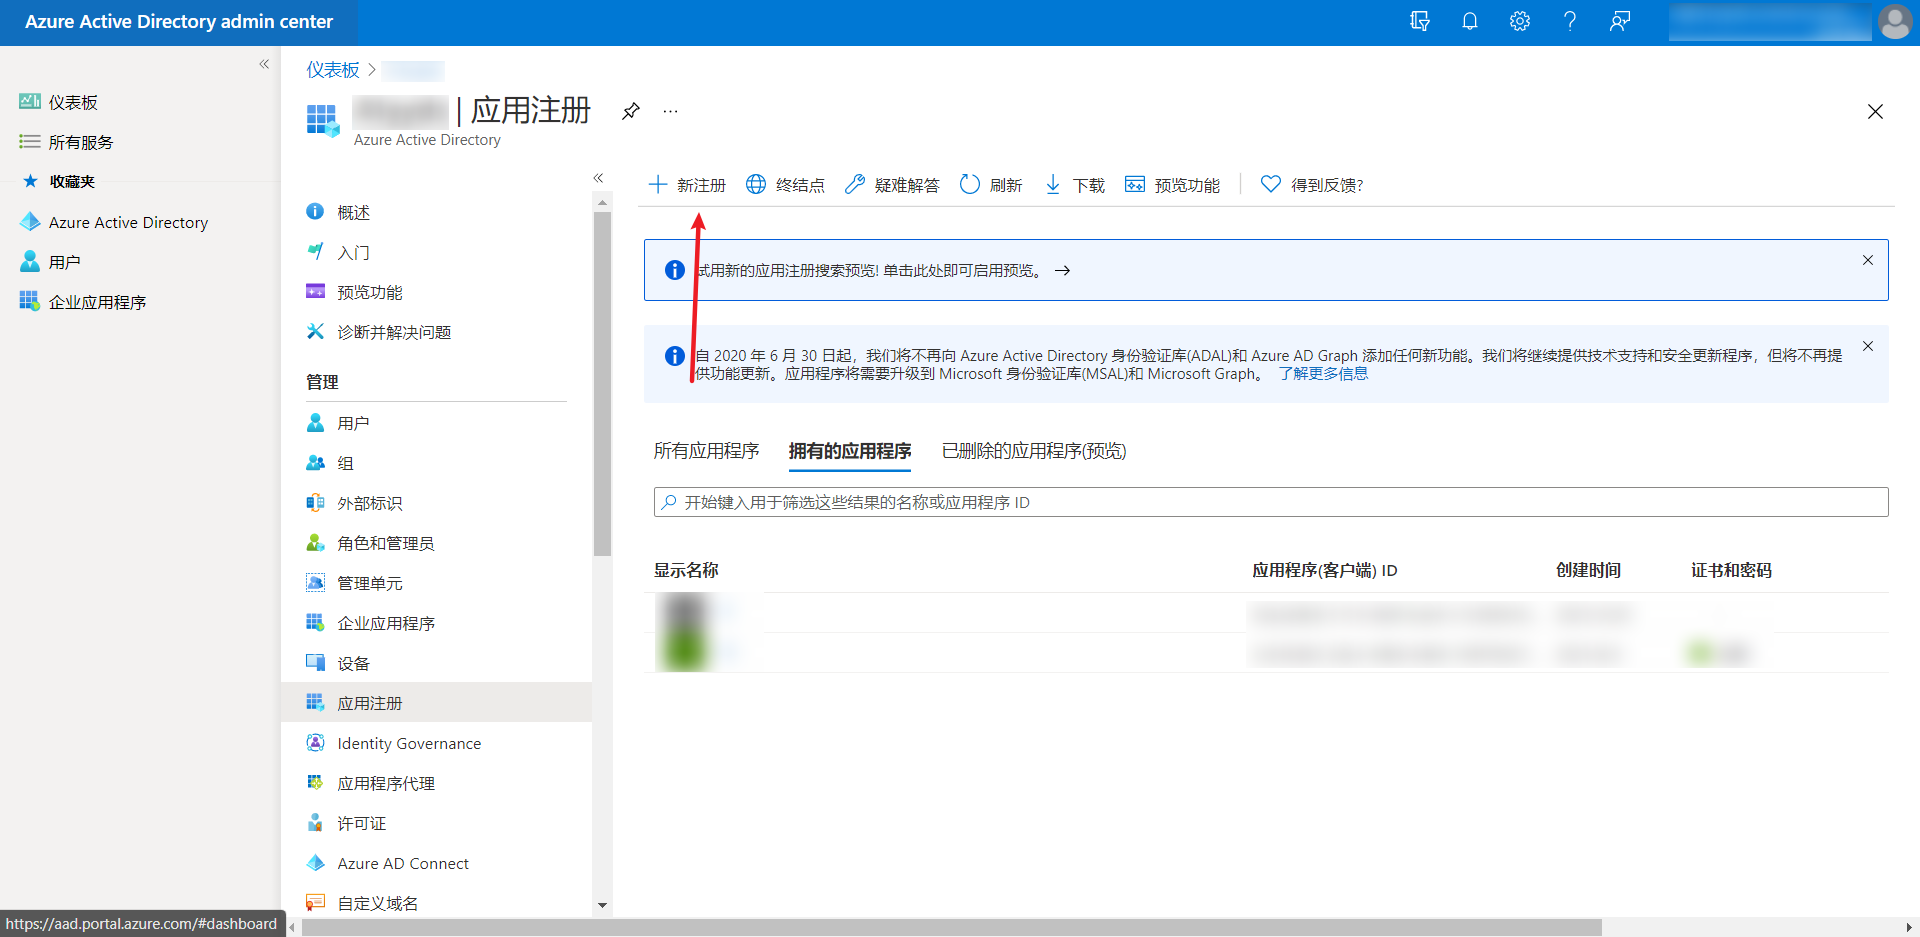 Azure Active Directory admin center
仪表板
所有服务
收藏夹
Azure Active Directory
用户
企业应用程序
仪表板
| 应用注册
Azure Active Directory
概述
入门
预览功能
诊断并解决问题
管理
用户
组
外部标识
角色和管理员
管理单元
企业应用程序
设备
应用注册
Identity Governance
应用程序代理
许可证
Azure AD Connect
自定义域名
新注册 终结点 疑难解答 刷新 下载 预览功能 得到反馈?
试用新的应用注册搜索预览! 单击此处即可启用预览。 →
自 2020 年 6 月 30 日起，我们将不再向 Azure Active Directory 身份验证库(ADAL)和 Azure AD Graph 添加任何新功能。我们将继续提供技术支持和安全更新程序，但将不再提
供功能更新。应用程序将需要升级到 Microsoft 身份验证库(MSAL)和 Microsoft Graph。 了解更多信息
所有应用程序 拥有的应用程序 已删除的应用程序(预览)
开始键入用于筛选这些结果的名称或应用程序 ID
显示名称 应用程序(客户端) ID 创建时间 证书和密码
https://aad.portal.azure.com/#dashboard